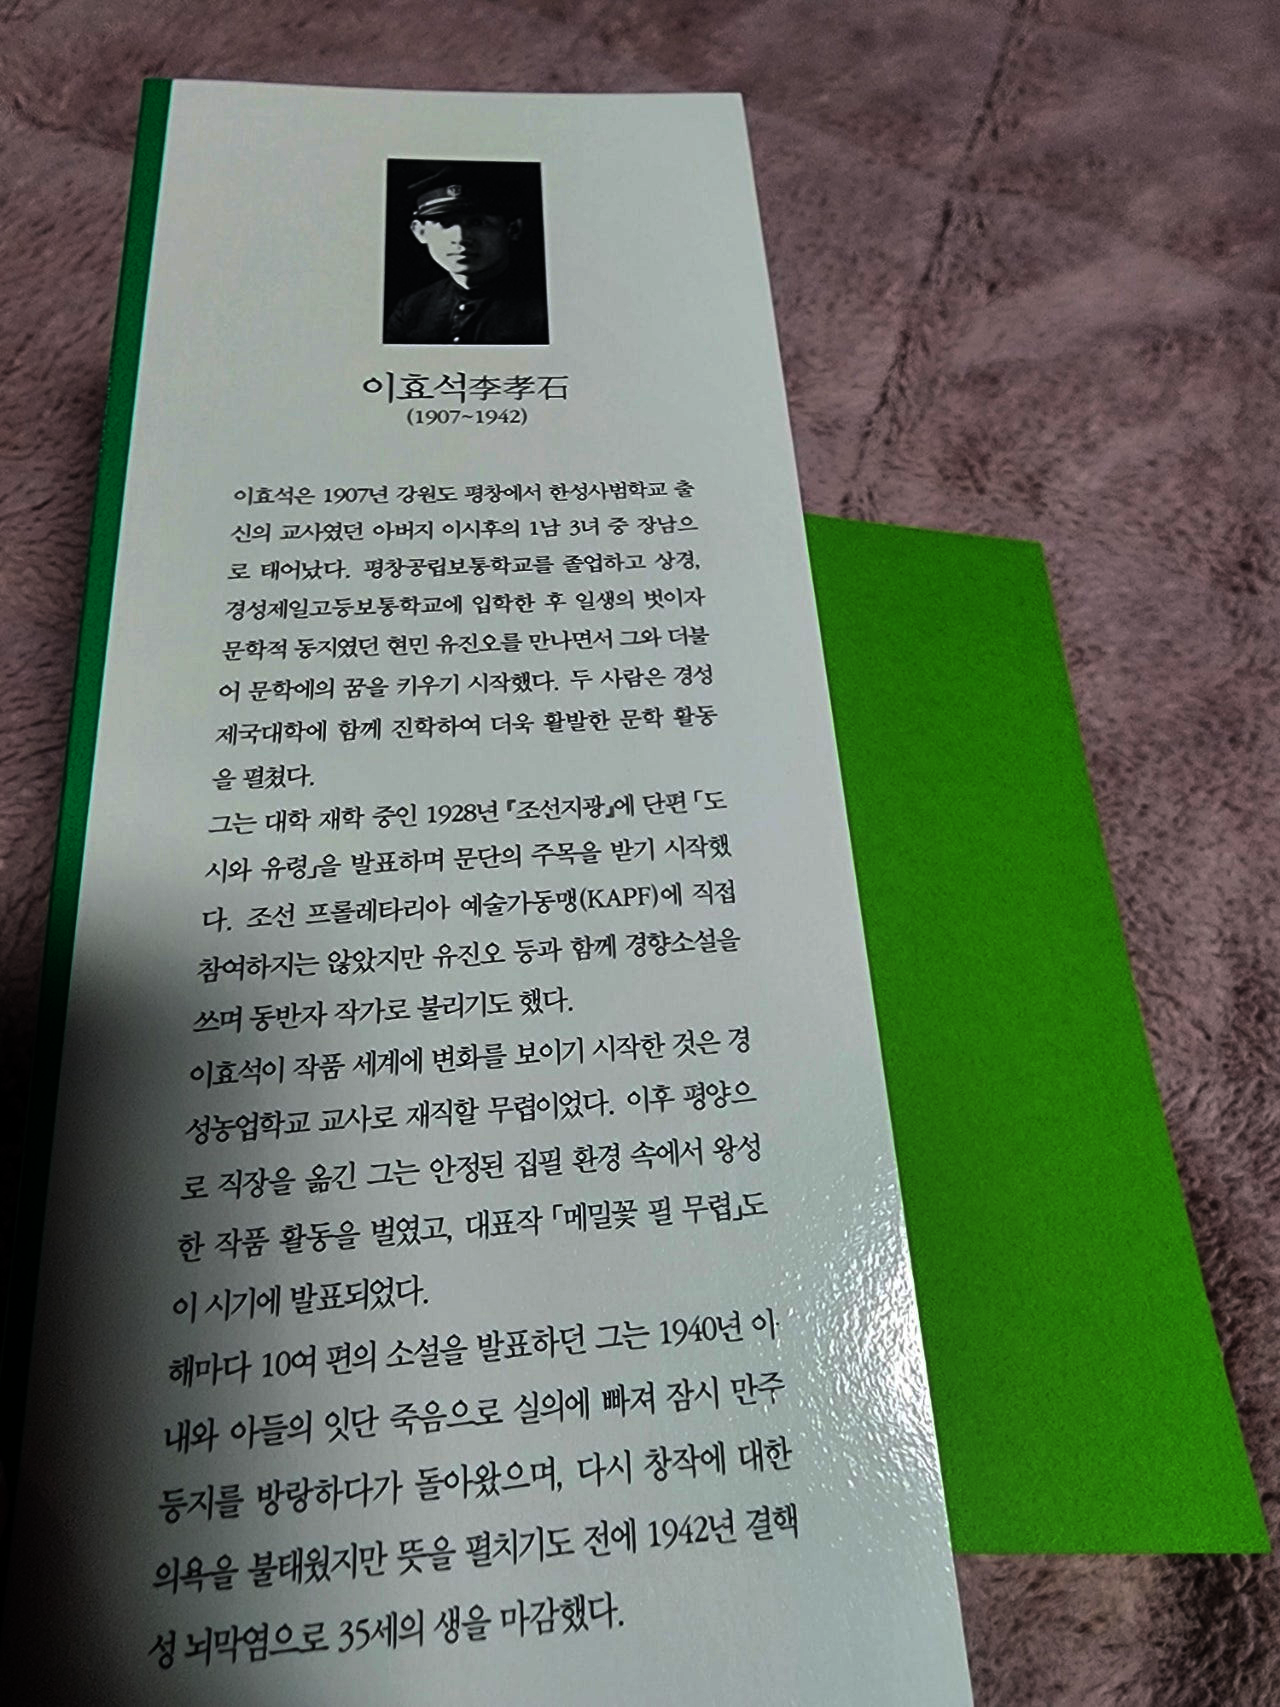 이효석李孝石
(1907~1942)
이효석은 1907년 강원도 평창에서 한성사범학교 출
신의 교사였던 아버지 이시후의 1남 3녀 중 장남으
로 태어났다. 평창공립보통학교를 졸업하고 상경,
경성제일고등보통학교에 입학한 후 일생의 벗이자
문학적 동지였던 현민 유진오를 만나면서 그와 더불
어 문학에의 꿈을 키우기 시작했다. 두 사람은 경성
제국대학에 함께 진학하여 더욱 활발한 문학 활동
을 펼쳤다.
그는 대학 재학 중인 1928년 『조선지광』에 단편 「도
시와 유령」을 발표하며 문단의 주목을 받기 시작했
다. 조선 프롤레타리아 예술가동맹(KAPF)에 직접
참여하지는 않았지만 유진오 등과 함께 경향소설을
쓰며 동반자 작가로 불리기도 했다.
이효석이 작품 세계에 변화를 보이기 시작한 것은 경
성농업학교 교사로 재직할 무렵이었다. 이후 평양으
로 직장을 옮긴 그는 안정된 집필 환경 속에서 왕성
한 작품 활동을 벌였고, 대표작 「메밀꽃 필 무렵」도
이 시기에 발표되었다.
해마다 10여 편의 소설을 발표하던 그는 1940년 아
내와 아들의 잇단 죽음으로 실의에 빠져 잠시 만주
등지를 방랑하다가 돌아왔으며, 다시 창작에 대한
의욕을 불태웠지만 뜻을 펼치기도 전에 1942년 결핵
성 뇌막염으로 35세의 생을 마감했다.